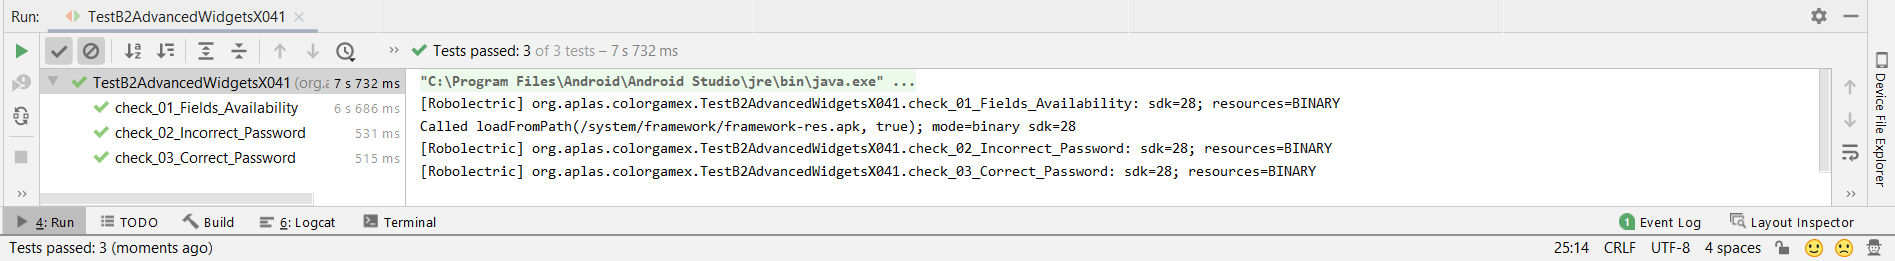 Run: TestB2AdvancedWidgetsX041
Tests passed: 3 of 3 tests – 7 s 732 ms
TestB2AdvancedWidgetsX041 (org.a 7 s 732 ms
check_01_Fields_Availability 6 s 686 ms
check_02_Incorrect_Password 531 ms
check_03_Correct_Password 515 ms
"C:\Program Files\Android\Android Studio\jre\bin\java.exe" ...
[Robolectric] org.aplas.colorgamex.TestB2AdvancedWidgetsX041.check_01_Fields_Availability: sdk=28; resources=BINARY
Called loadFromPath(/system/framework/framework-res.apk, true); mode=binary sdk=28
[Robolectric] org.aplas.colorgamex.TestB2AdvancedWidgetsX041.check_02_Incorrect_Password: sdk=28; resources=BINARY
[Robolectric] org.aplas.colorgamex.TestB2AdvancedWidgetsX041.check_03_Correct_Password: sdk=28; resources=BINARY
Device File Explorer
4: Run TODO Build 6: Logcat Terminal 1 Event Log Layout Inspector
Tests passed: 3 (moments ago) 25:14 CRLF UTF-8 4 spaces